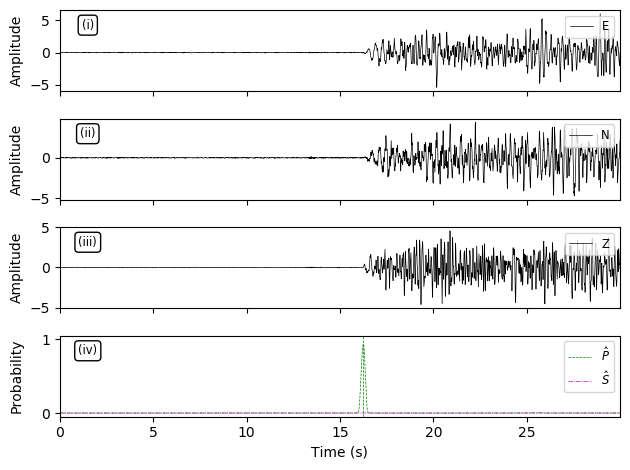 (i)
E
Amplitude
5
0
−5
(ii)
N
Amplitude
0
−5
(iii)
Z
Amplitude
5
0
−5
(iv)
P̂
Ŝ
Probability
1
0
0 5 10 15 20 25
Time (s)